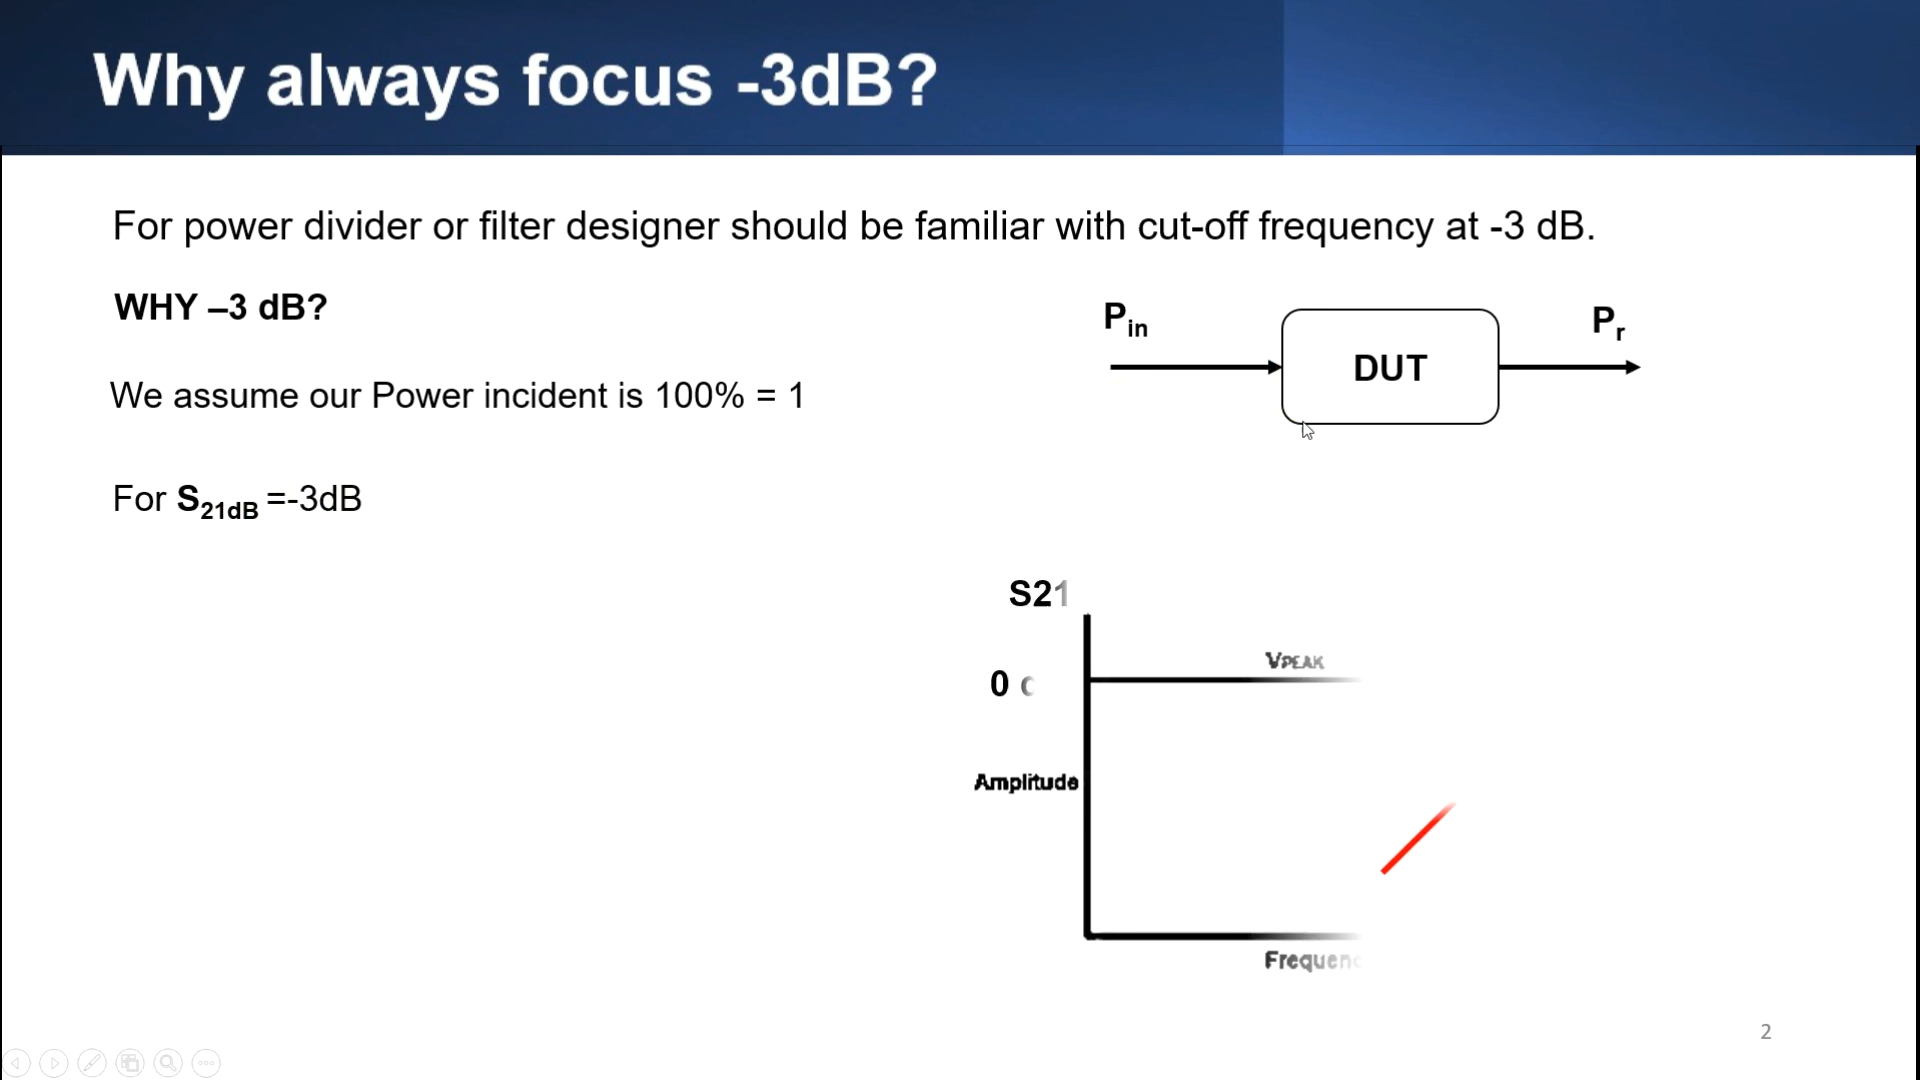 Why always focus -3dB?
For power divider or filter designer should be familiar with cut-off frequency at -3 dB.
WHY –3 dB?
Pin
Pr
DUT
We assume our Power incident is 100% = 1
For S21dB =-3dB
S21
VPEAK
0
Amplitude
2